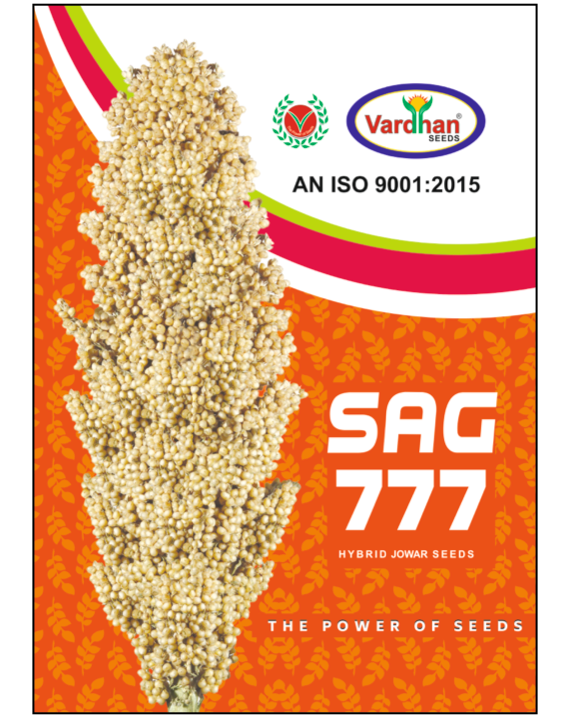 Vardhan®
SEEDS
AN ISO 9001:2015
SAG
777
HYBRID JOWAR SEEDS
THE POWER OF SEEDS